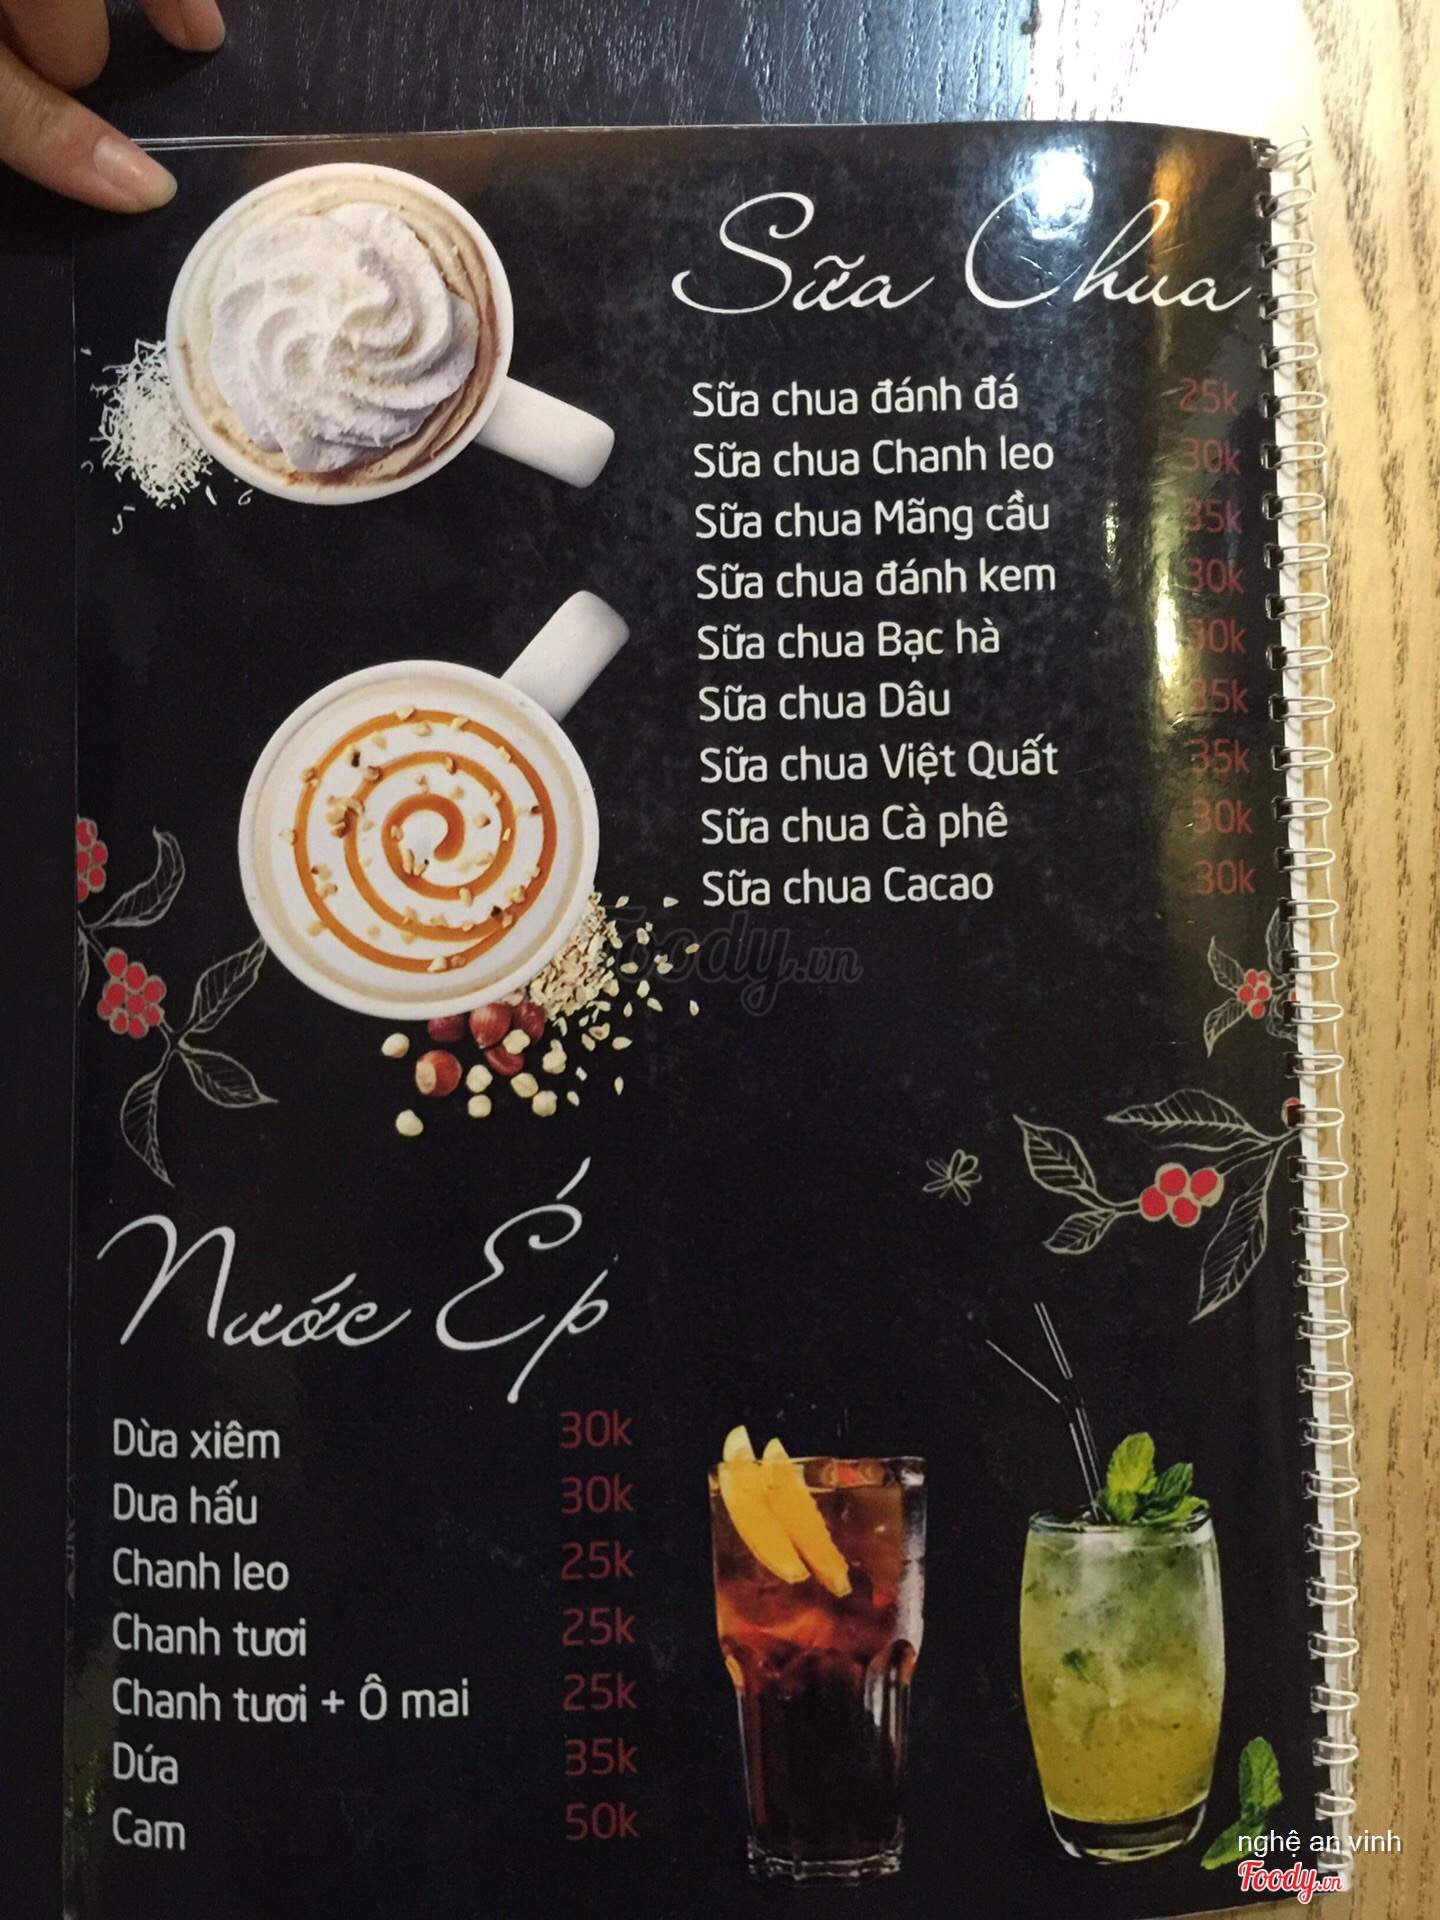 Sữa Chua
Sữa chua đánh đá 25k
Sữa chua Chanh leo 30k
Sữa chua Mãng cầu 35k
Sữa chua đánh kem 30k
Sữa chua Bạc hà 30k
Sữa chua Dâu 35k
Sữa chua Việt Quất 35k
Sữa chua Cà phê 30k
Sữa chua Cacao 30k
Foody.vn
Nước Ép
Dừa xiêm 30k
Dưa hấu 30k
Chanh leo 25k
Chanh tươi 25k
Chanh tươi + Ô mai 25k
Dứa 35k
Cam 50k
nghệ an vinh
Foody.vn